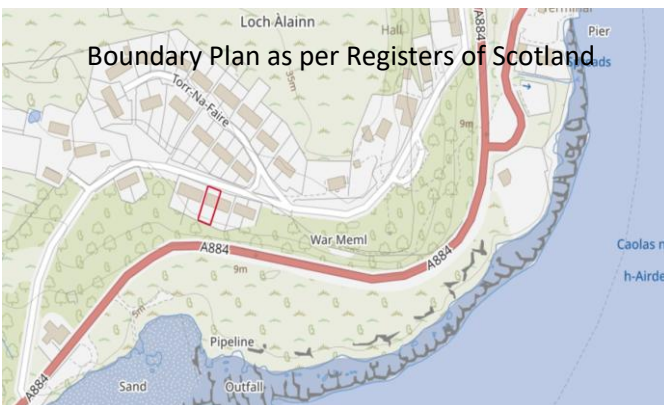 Loch Àlainn
Hall
Terminal
A884
Pier
Boundary Plan as per Registers of Scotland
Torr-Na-Faire
35m
9m
War Meml
A884
A884
9m
Caolas n
h-Airde
5m
Pipeline
A884
Sand
Outfall